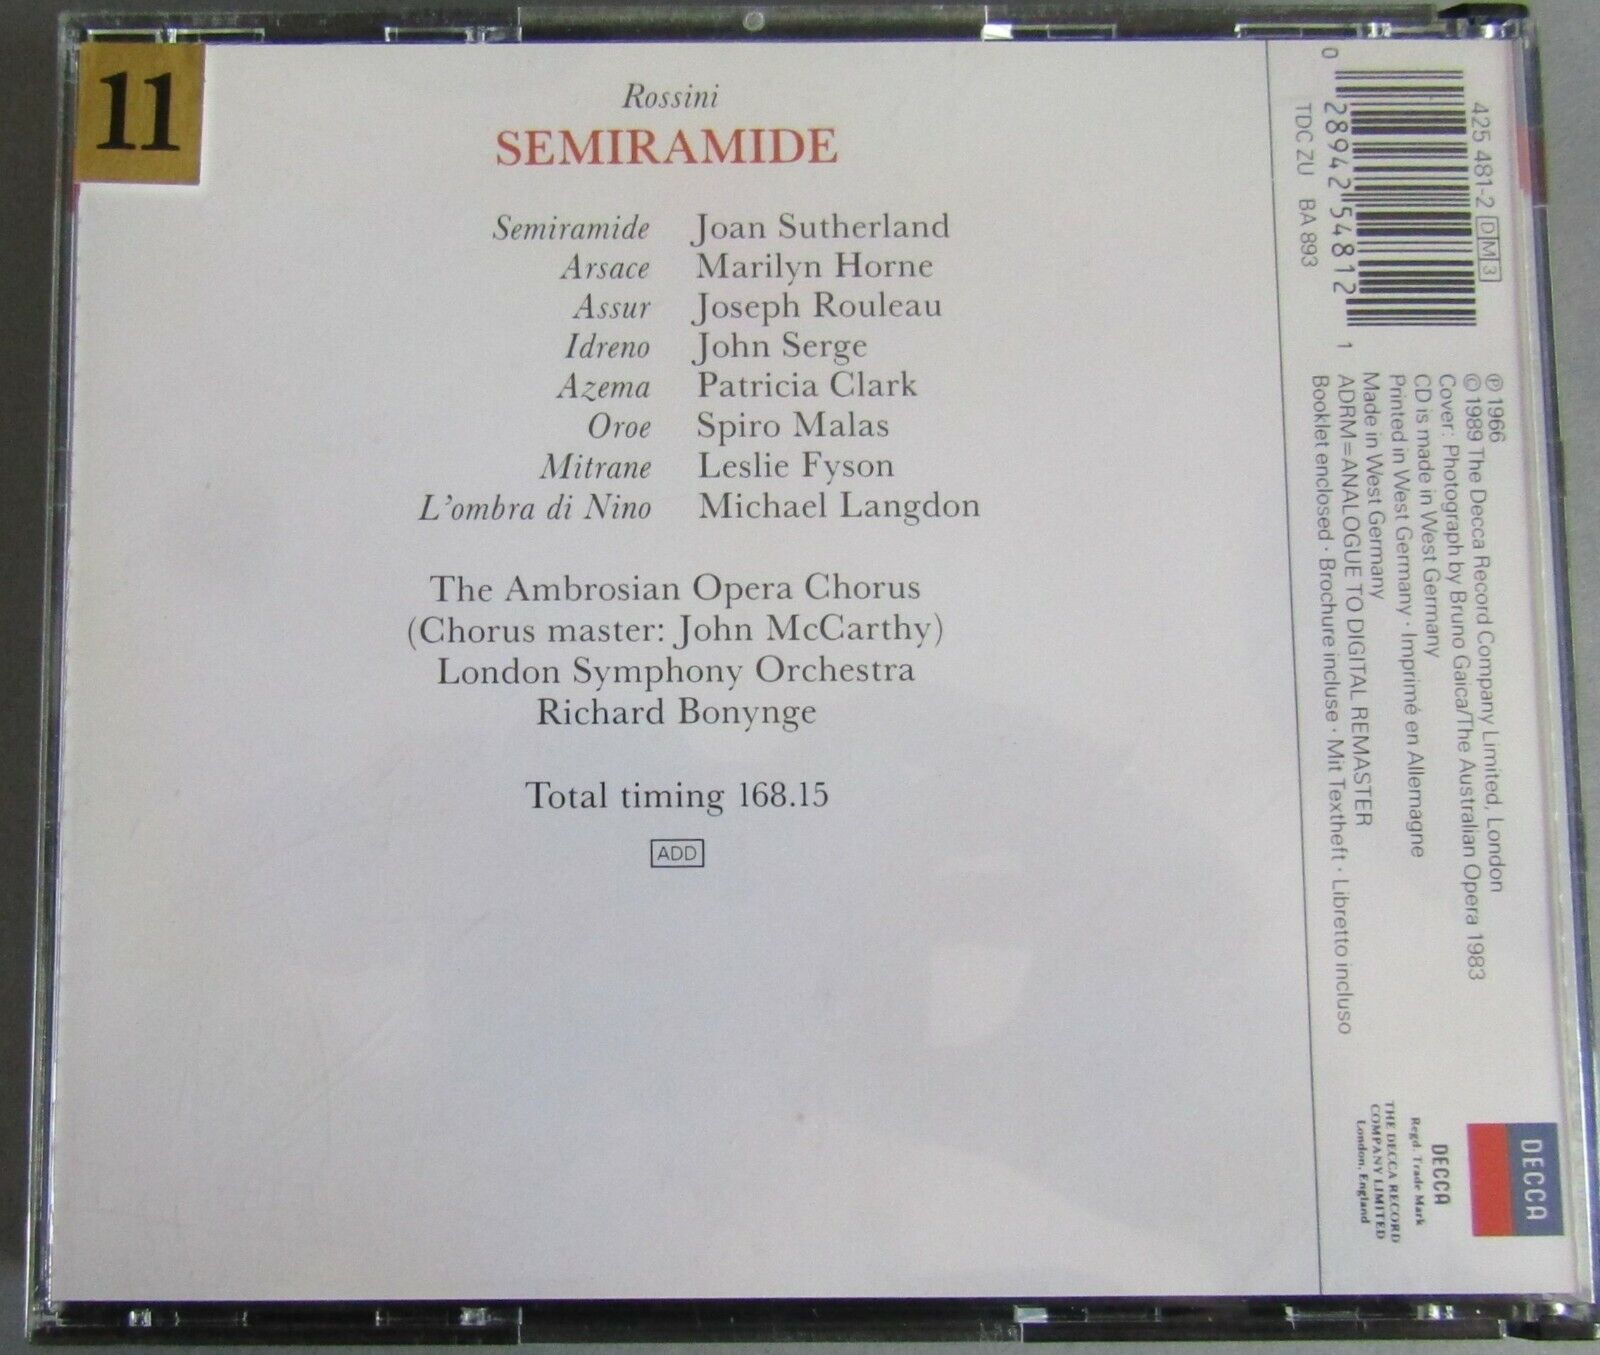 11
Rossini
SEMIRAMIDE
Semiramide Joan Sutherland
Arsace Marilyn Horne
Assur Joseph Rouleau
Idreno John Serge
Azema Patricia Clark
Oroe Spiro Malas
Mitrane Leslie Fyson
L'ombra di Nino Michael Langdon
The Ambrosian Opera Chorus
(Chorus master: John McCarthy)
London Symphony Orchestra
Richard Bonynge
Total timing 168.15
ADD
425 481-2 DM3
0 28942 54812 1
TDC ZU BA 893
℗ 1966
© 1989 The Decca Record Company Limited, London
Cover: Photograph by Bruno Gaica/The Australian Opera 1983
CD is made in West Germany
Printed in West Germany · Imprimé en Allemagne
Made in West Germany
ADRM=ANALOGUE TO DIGITAL REMASTER
Booklet enclosed · Brochure incluse · Mit Textheft · Libretto incluso
DECCA
DECCA
Regd. Trade Mark
THE DECCA RECORD
COMPANY LIMITED
London, England